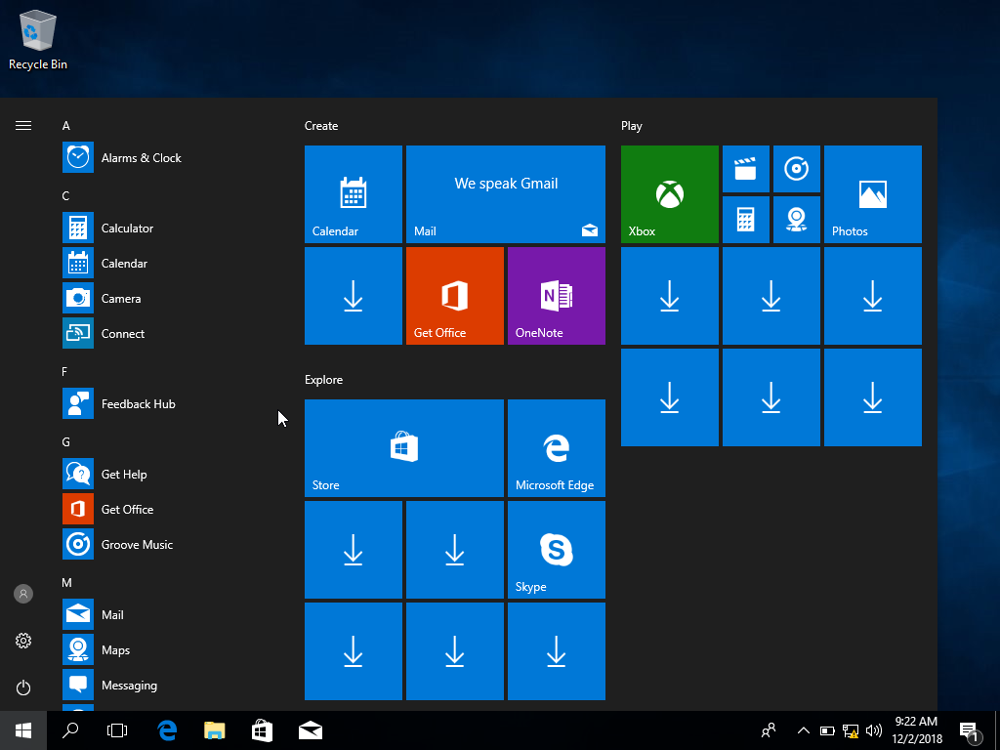 Recycle Bin
A
Alarms & Clock
C
Calculator
Calendar
Camera
Connect
F
Feedback Hub
G
Get Help
Get Office
Groove Music
M
Mail
Maps
Messaging
Create
Calendar
We speak Gmail
Mail
Get Office
N
OneNote
Explore
Store
Microsoft Edge
S
Skype
Play
Xbox
Photos
9:22 AM
12/2/2018
1